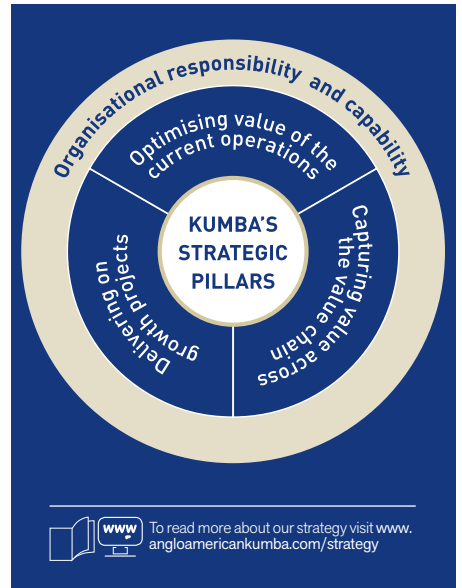 Organisational responsibility and capability
Optimising value of the
current operations
Capturing value across
the value chain
Delivering on
growth projects
KUMBA'S
STRATEGIC
PILLARS
www
To read more about our strategy visit www.
angloamericankumba.com/strategy